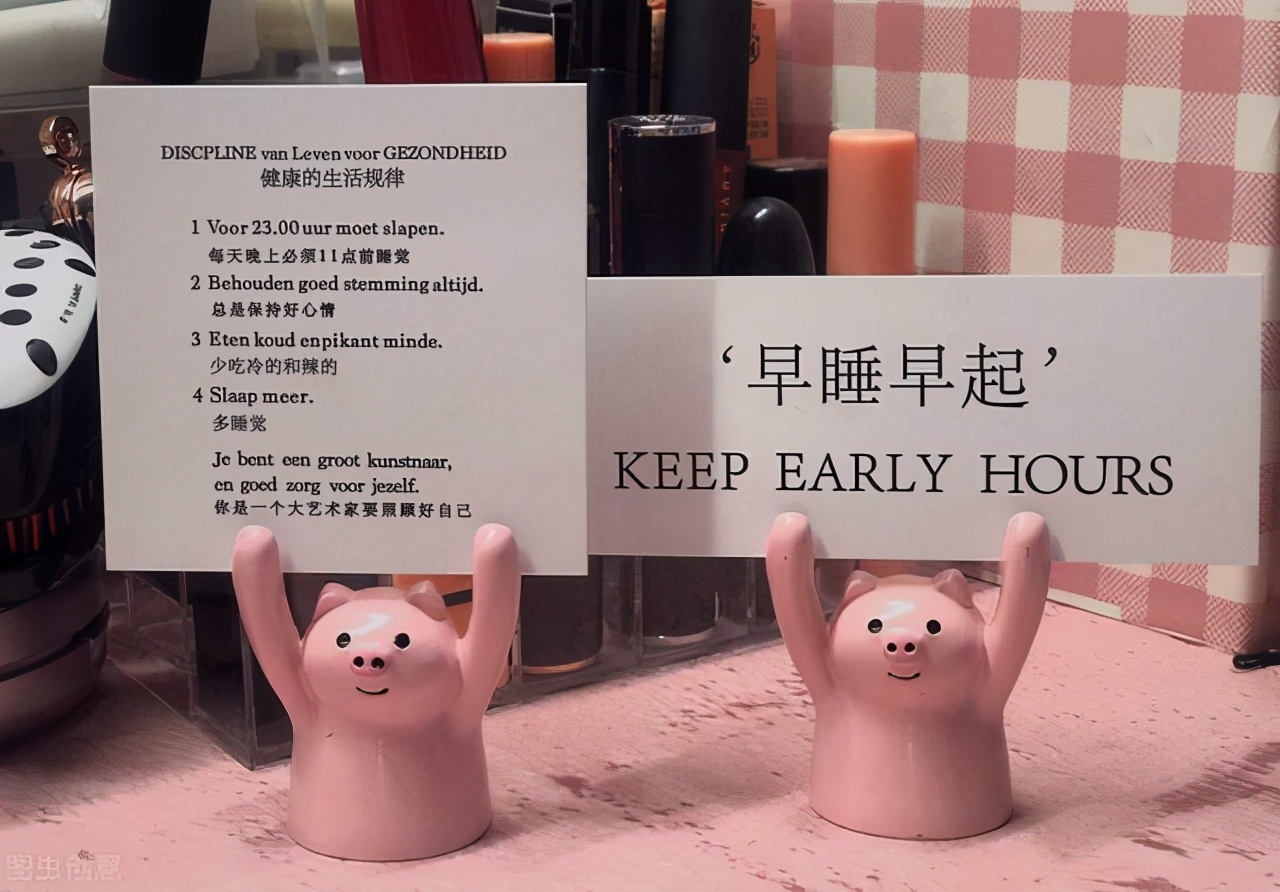 DISCPLINE van Leven voor GEZONDHEID
健康的生活规律
1 Voor 23.00 uur moet slapen.
每天晚上必须11点前睡觉
2 Behouden goed stemming altijd.
总是保持好心情
3 Eten koud en pikant minde.
少吃冷的和辣的
4 Slaap meer.
多睡觉
Je bent een groot kunstnaar,
en goed zorg voor jezelf.
你是一个大艺术家要照顾好自己
‘早睡早起’
KEEP EARLY HOURS